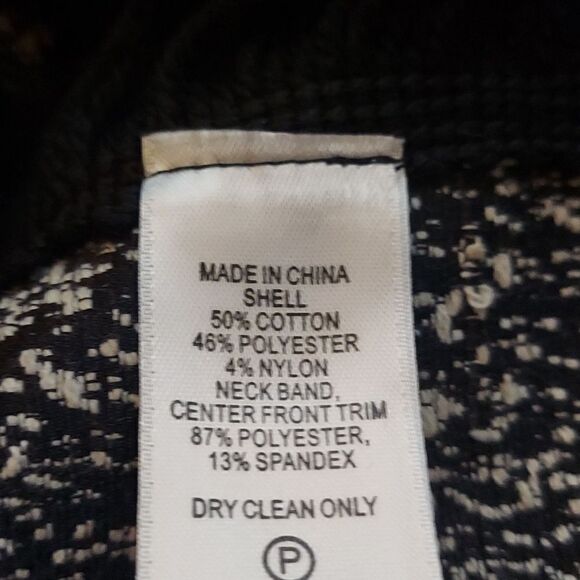 MADE IN CHINA
SHELL
50% COTTON
46% POLYESTER
4% NYLON
NECK BAND,
CENTER FRONT TRIM
87% POLYESTER,
13% SPANDEX
DRY CLEAN ONLY
P